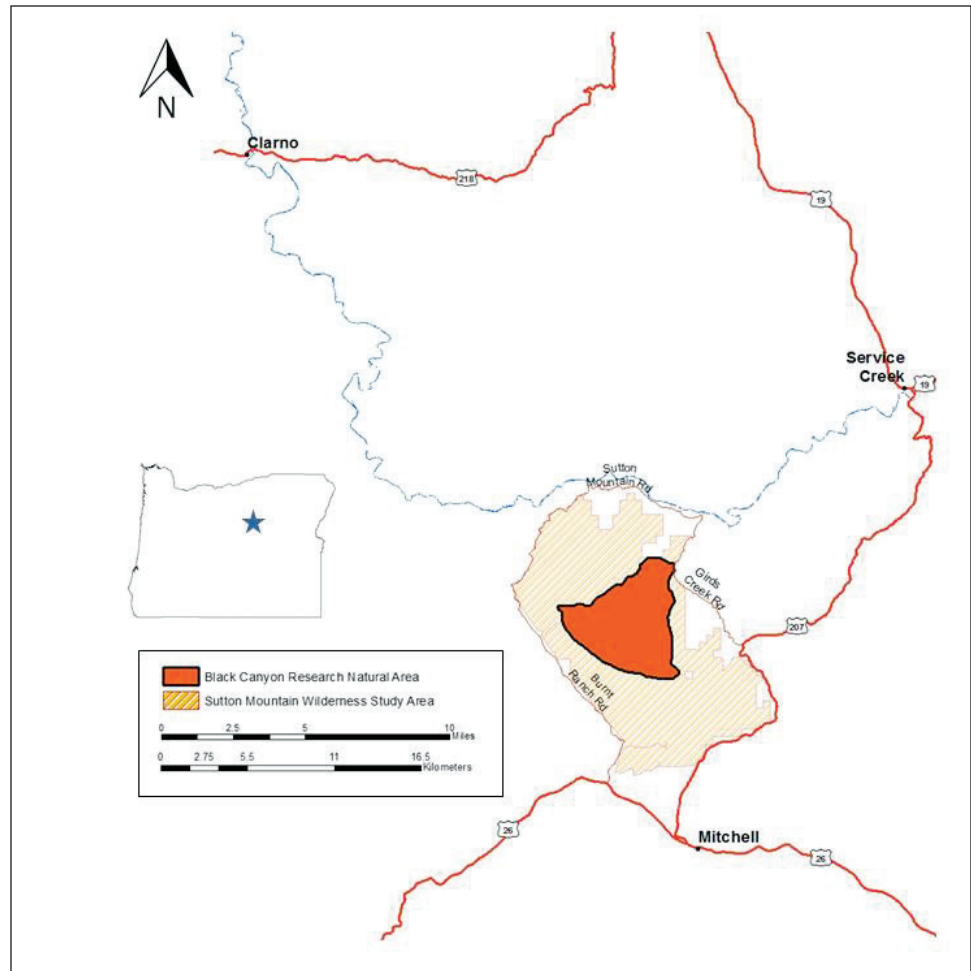 N
Clarno
218
19
Service
Creek
19
Sutton
Mountain Rd
Girds
Creek Rd
207
Burnt
Ranch Rd
Black Canyon Research Natural Area
Sutton Mountain Wilderness Study Area
0 2.5 5 10
Miles
0 2.75 5.5 11 16.5
Kilometers
26
Mitchell
26